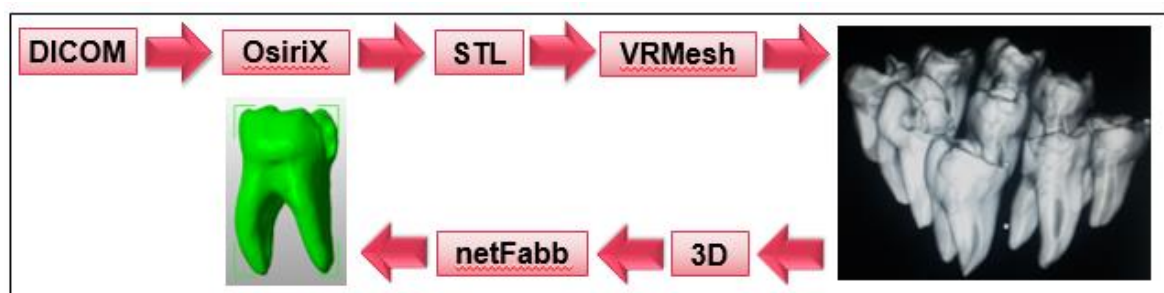 DICOM
OsiriX
STL
VRMesh
netFabb
3D